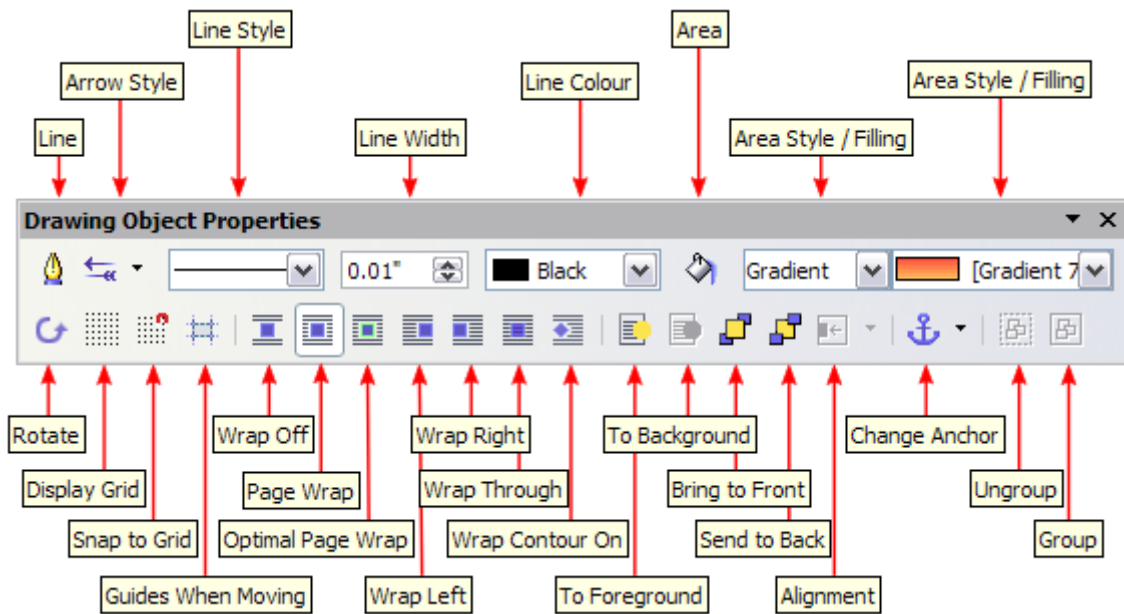 Line Style
Area
Arrow Style
Line Colour
Area Style / Filling
Line
Line Width
Area Style / Filling
Drawing Object Properties
0.01"
Black
Gradient
[Gradient 7
Rotate
Wrap Off
Wrap Right
To Background
Change Anchor
Display Grid
Page Wrap
Wrap Through
Bring to Front
Ungroup
Snap to Grid
Optimal Page Wrap
Wrap Contour On
Send to Back
Group
Guides When Moving
Wrap Left
To Foreground
Alignment